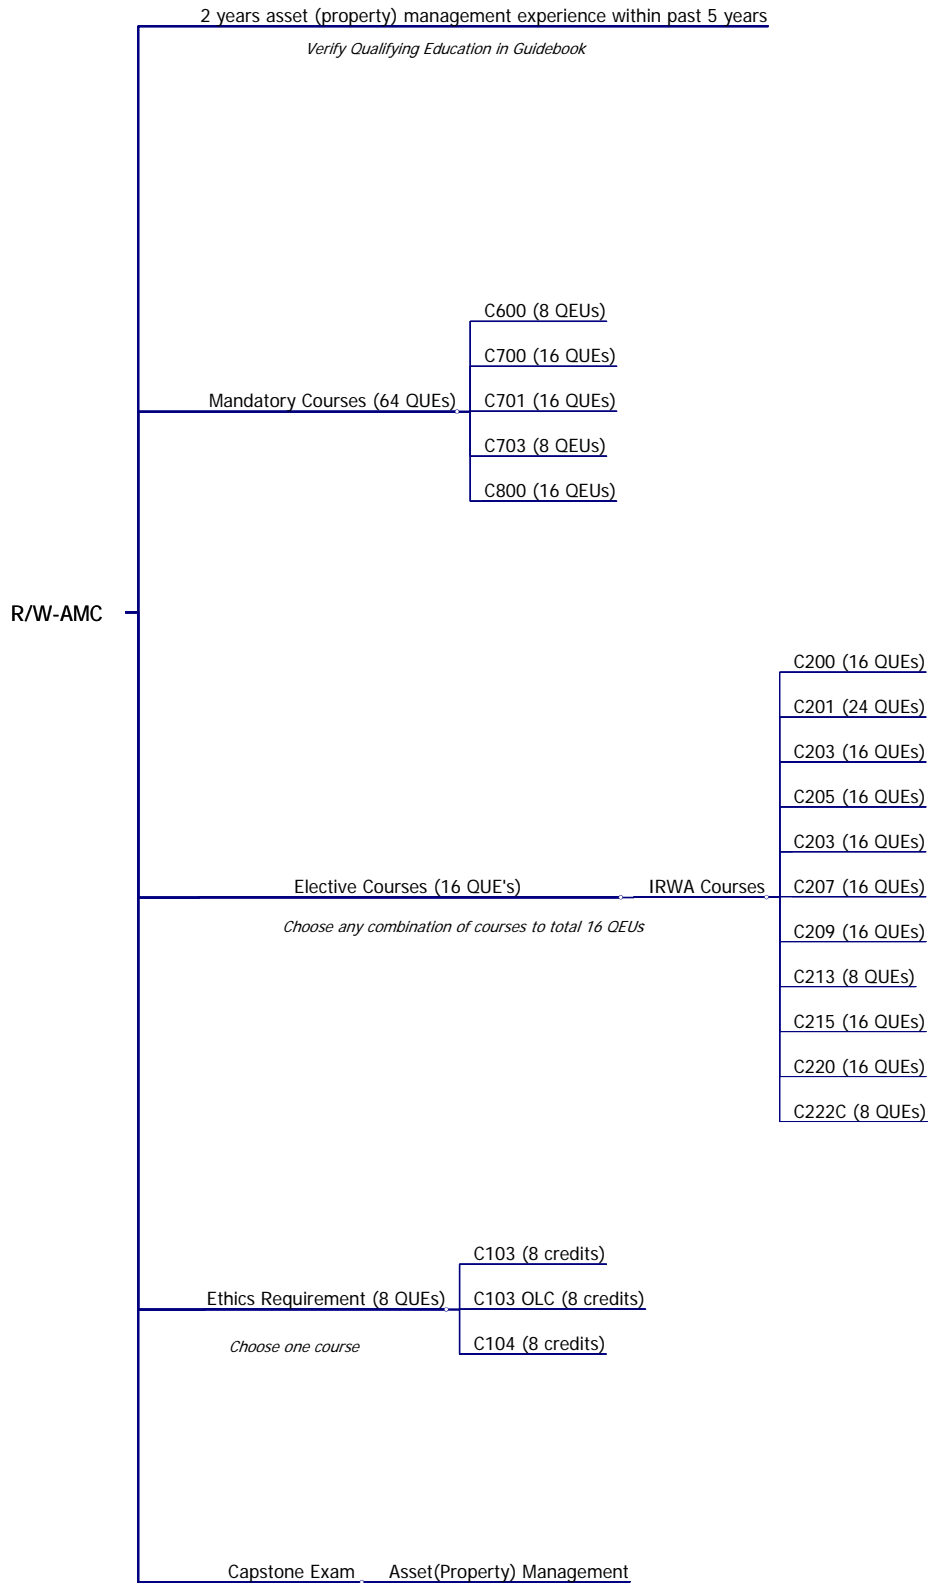 2 years asset (property) management experience within past 5 years
Verify Qualifying Education in Guidebook
C600 (8 QEUs)
C700 (16 QUEs)
Mandatory Courses (64 QUEs)
C701 (16 QUEs)
C703 (8 QEUs)
C800 (16 QEUs)
R/W-AMC
C200 (16 QUEs)
C201 (24 QUEs)
C203 (16 QUEs)
C205 (16 QUEs)
C203 (16 QUEs)
Elective Courses (16 QUE's)
IRWA Courses
C207 (16 QUEs)
Choose any combination of courses to total 16 QEUs
C209 (16 QUEs)
C213 (8 QUEs)
C215 (16 QUEs)
C220 (16 QUEs)
C222C (8 QUEs)
C103 (8 credits)
Ethics Requirement (8 QUEs)
C103 OLC (8 credits)
Choose one course
C104 (8 credits)
Capstone Exam
Asset(Property) Management